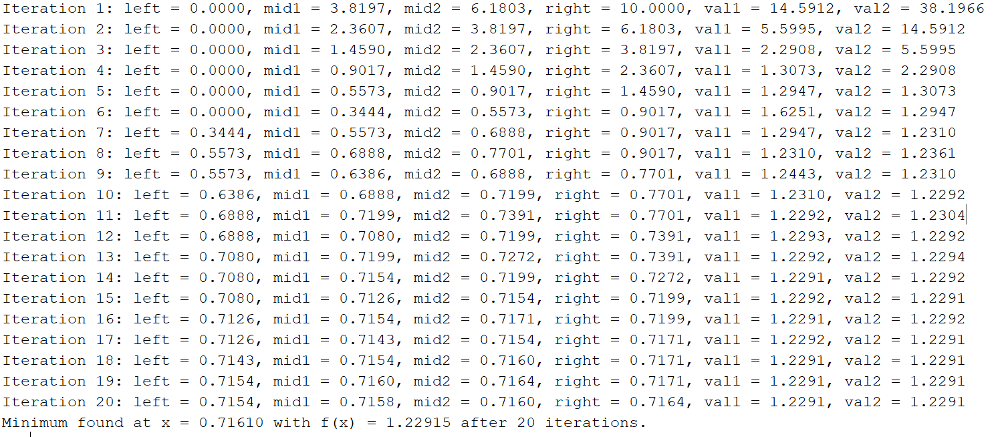 Iteration 1: left = 0.0000, mid1 = 3.8197, mid2 = 6.1803, right = 10.0000, val1 = 14.5912, val2 = 38.1966
Iteration 2: left = 0.0000, mid1 = 2.3607, mid2 = 3.8197, right = 6.1803, val1 = 5.5995, val2 = 14.5912
Iteration 3: left = 0.0000, mid1 = 1.4590, mid2 = 2.3607, right = 3.8197, val1 = 2.2908, val2 = 5.5995
Iteration 4: left = 0.0000, mid1 = 0.9017, mid2 = 1.4590, right = 2.3607, val1 = 1.3073, val2 = 2.2908
Iteration 5: left = 0.0000, mid1 = 0.5573, mid2 = 0.9017, right = 1.4590, val1 = 1.2947, val2 = 1.3073
Iteration 6: left = 0.0000, mid1 = 0.3444, mid2 = 0.5573, right = 0.9017, val1 = 1.6251, val2 = 1.2947
Iteration 7: left = 0.3444, mid1 = 0.5573, mid2 = 0.6888, right = 0.9017, val1 = 1.2947, val2 = 1.2310
Iteration 8: left = 0.5573, mid1 = 0.6888, mid2 = 0.7701, right = 0.9017, val1 = 1.2310, val2 = 1.2361
Iteration 9: left = 0.5573, mid1 = 0.6386, mid2 = 0.6888, right = 0.7701, val1 = 1.2443, val2 = 1.2310
Iteration 10: left = 0.6386, mid1 = 0.6888, mid2 = 0.7199, right = 0.7701, val1 = 1.2310, val2 = 1.2292
Iteration 11: left = 0.6888, mid1 = 0.7199, mid2 = 0.7391, right = 0.7701, val1 = 1.2292, val2 = 1.2304
Iteration 12: left = 0.6888, mid1 = 0.7080, mid2 = 0.7199, right = 0.7391, val1 = 1.2293, val2 = 1.2292
Iteration 13: left = 0.7080, mid1 = 0.7199, mid2 = 0.7272, right = 0.7391, val1 = 1.2292, val2 = 1.2294
Iteration 14: left = 0.7080, mid1 = 0.7154, mid2 = 0.7199, right = 0.7272, val1 = 1.2291, val2 = 1.2292
Iteration 15: left = 0.7080, mid1 = 0.7126, mid2 = 0.7154, right = 0.7199, val1 = 1.2292, val2 = 1.2291
Iteration 16: left = 0.7126, mid1 = 0.7154, mid2 = 0.7171, right = 0.7199, val1 = 1.2291, val2 = 1.2292
Iteration 17: left = 0.7126, mid1 = 0.7143, mid2 = 0.7154, right = 0.7171, val1 = 1.2292, val2 = 1.2291
Iteration 18: left = 0.7143, mid1 = 0.7154, mid2 = 0.7160, right = 0.7171, val1 = 1.2291, val2 = 1.2291
Iteration 19: left = 0.7154, mid1 = 0.7160, mid2 = 0.7164, right = 0.7171, val1 = 1.2291, val2 = 1.2291
Iteration 20: left = 0.7154, mid1 = 0.7158, mid2 = 0.7160, right = 0.7164, val1 = 1.2291, val2 = 1.2291
Minimum found at x = 0.71610 with f(x) = 1.22915 after 20 iterations.